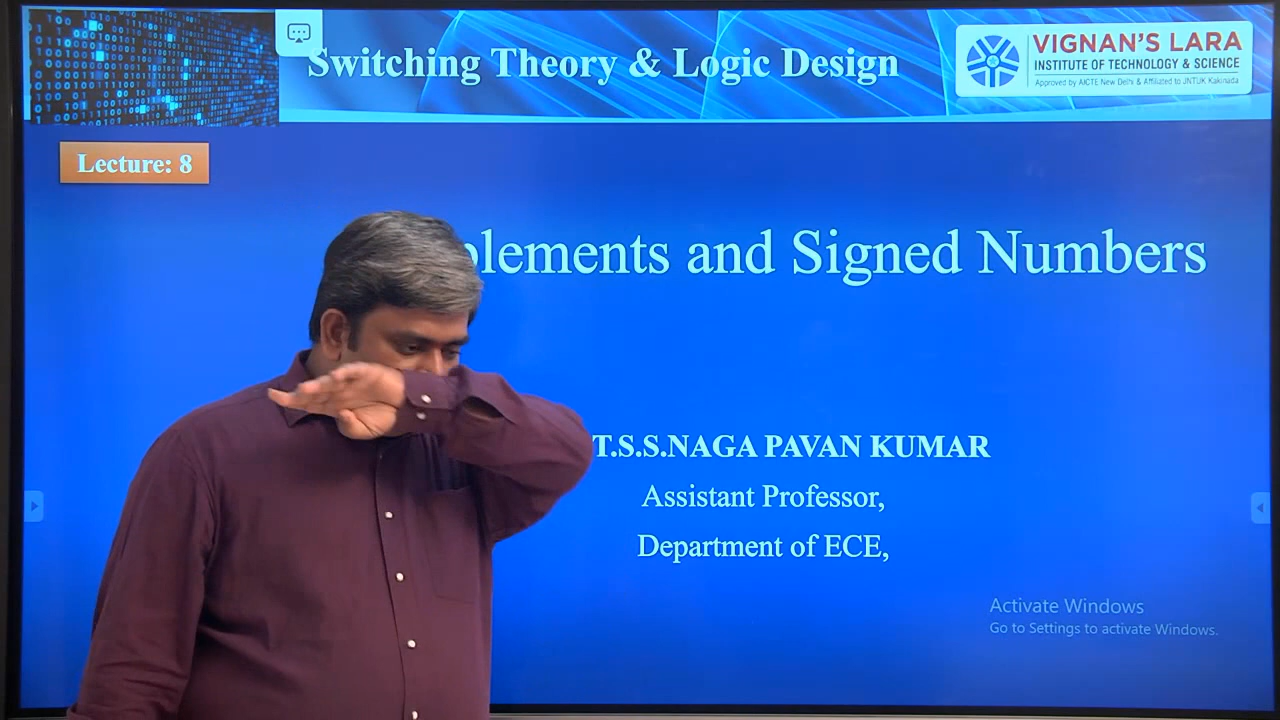 Switching Theory & Logic Design
VIGNAN'S LARA
INSTITUTE OF TECHNOLOGY & SCIENCE
Approved by AICTE New Delhi & Affiliated to JNTUK Kakinada
Lecture: 8
plements and Signed Numbers
T.S.S.NAGA PAVAN KUMAR
Assistant Professor,
Department of ECE,
Activate Windows
Go to Settings to activate Windows.